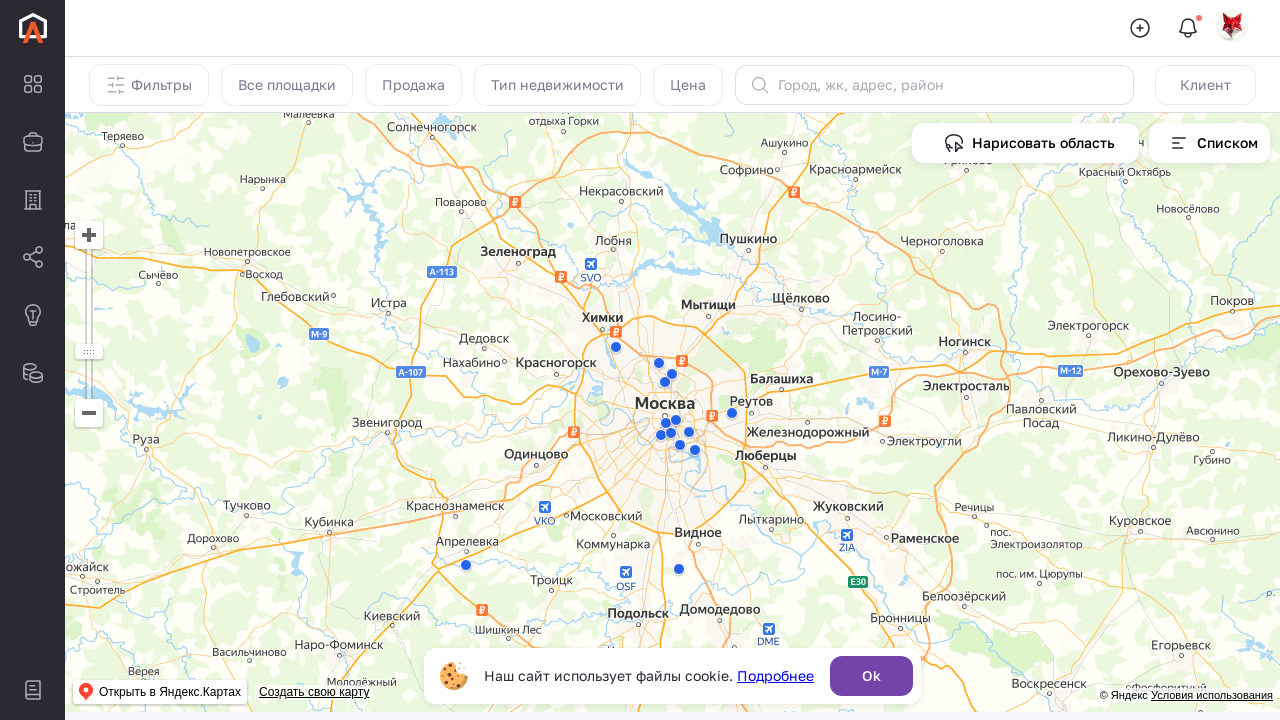 Фильтры
Все площадки
Продажа
Тип недвижимости
Цена
Город, жк, адрес, район
Клиент
Нарисовать область
Списком
Малеевка
Теряево
Солнечногорск
отдыха Горки
Ашукино
Софрино
Красноармейск
Красный Октябрь
Нарынка
Поварово
Некрасовский
Новосёлово
Зеленоград
Лобня
Пушкино
Черноголовка
Новопетровское
Сычёво
Восход
А-113
SVO
Глебовский
Истра
Мытищи
Щёлково
Покров
Химки
Лосино-
Петровский
Электрогорск
М-9
Дедовск
Нахабино
Красногорск
Ногинск
А-107
Балашиха
М-7
М-12
Орехово-Зуево
Электросталь
Москва
Реутов
Павловский
Посад
Звенигород
Железнодорожный
Электроугли
Ликино-Дулёво
Руза
Одинцово
Люберцы
Губино
Тучково
Краснознаменск
VKO
Московский
Жуковский
Речицы
Кубинка
Лыткарино
Куровское
Дорохово
Апрелевка
Коммунарка
Видное
ZIA
Раменское
пос.
Электроизолятор
Авсюнино
Строитель
Троицк
OSF
E30
пос. им. Цюрупы
Белоозёрский
Киевский
Подольск
Домодедово
Бронницы
Шишкин Лес
DME
Наро-Фоминск
Васильчиново
Егорьевск
Верея
Молодёжный
Воскресенск
Наш сайт использует файлы cookie. Подробнее
Ok
Открыть в Яндекс.Картах
Создать свою карту
© Яндекс Условия использования